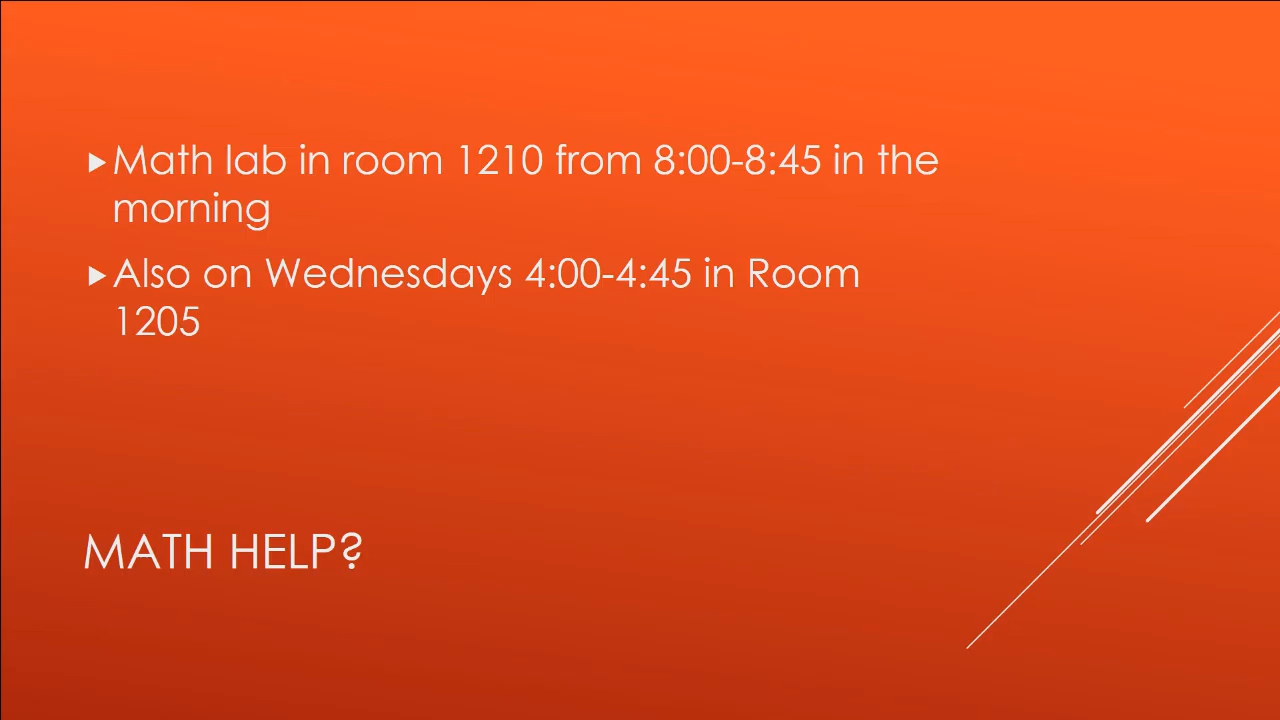 Math lab in room 1210 from 8:00-8:45 in the
morning
Also on Wednesdays 4:00-4:45 in Room
1205
MATH HELP?